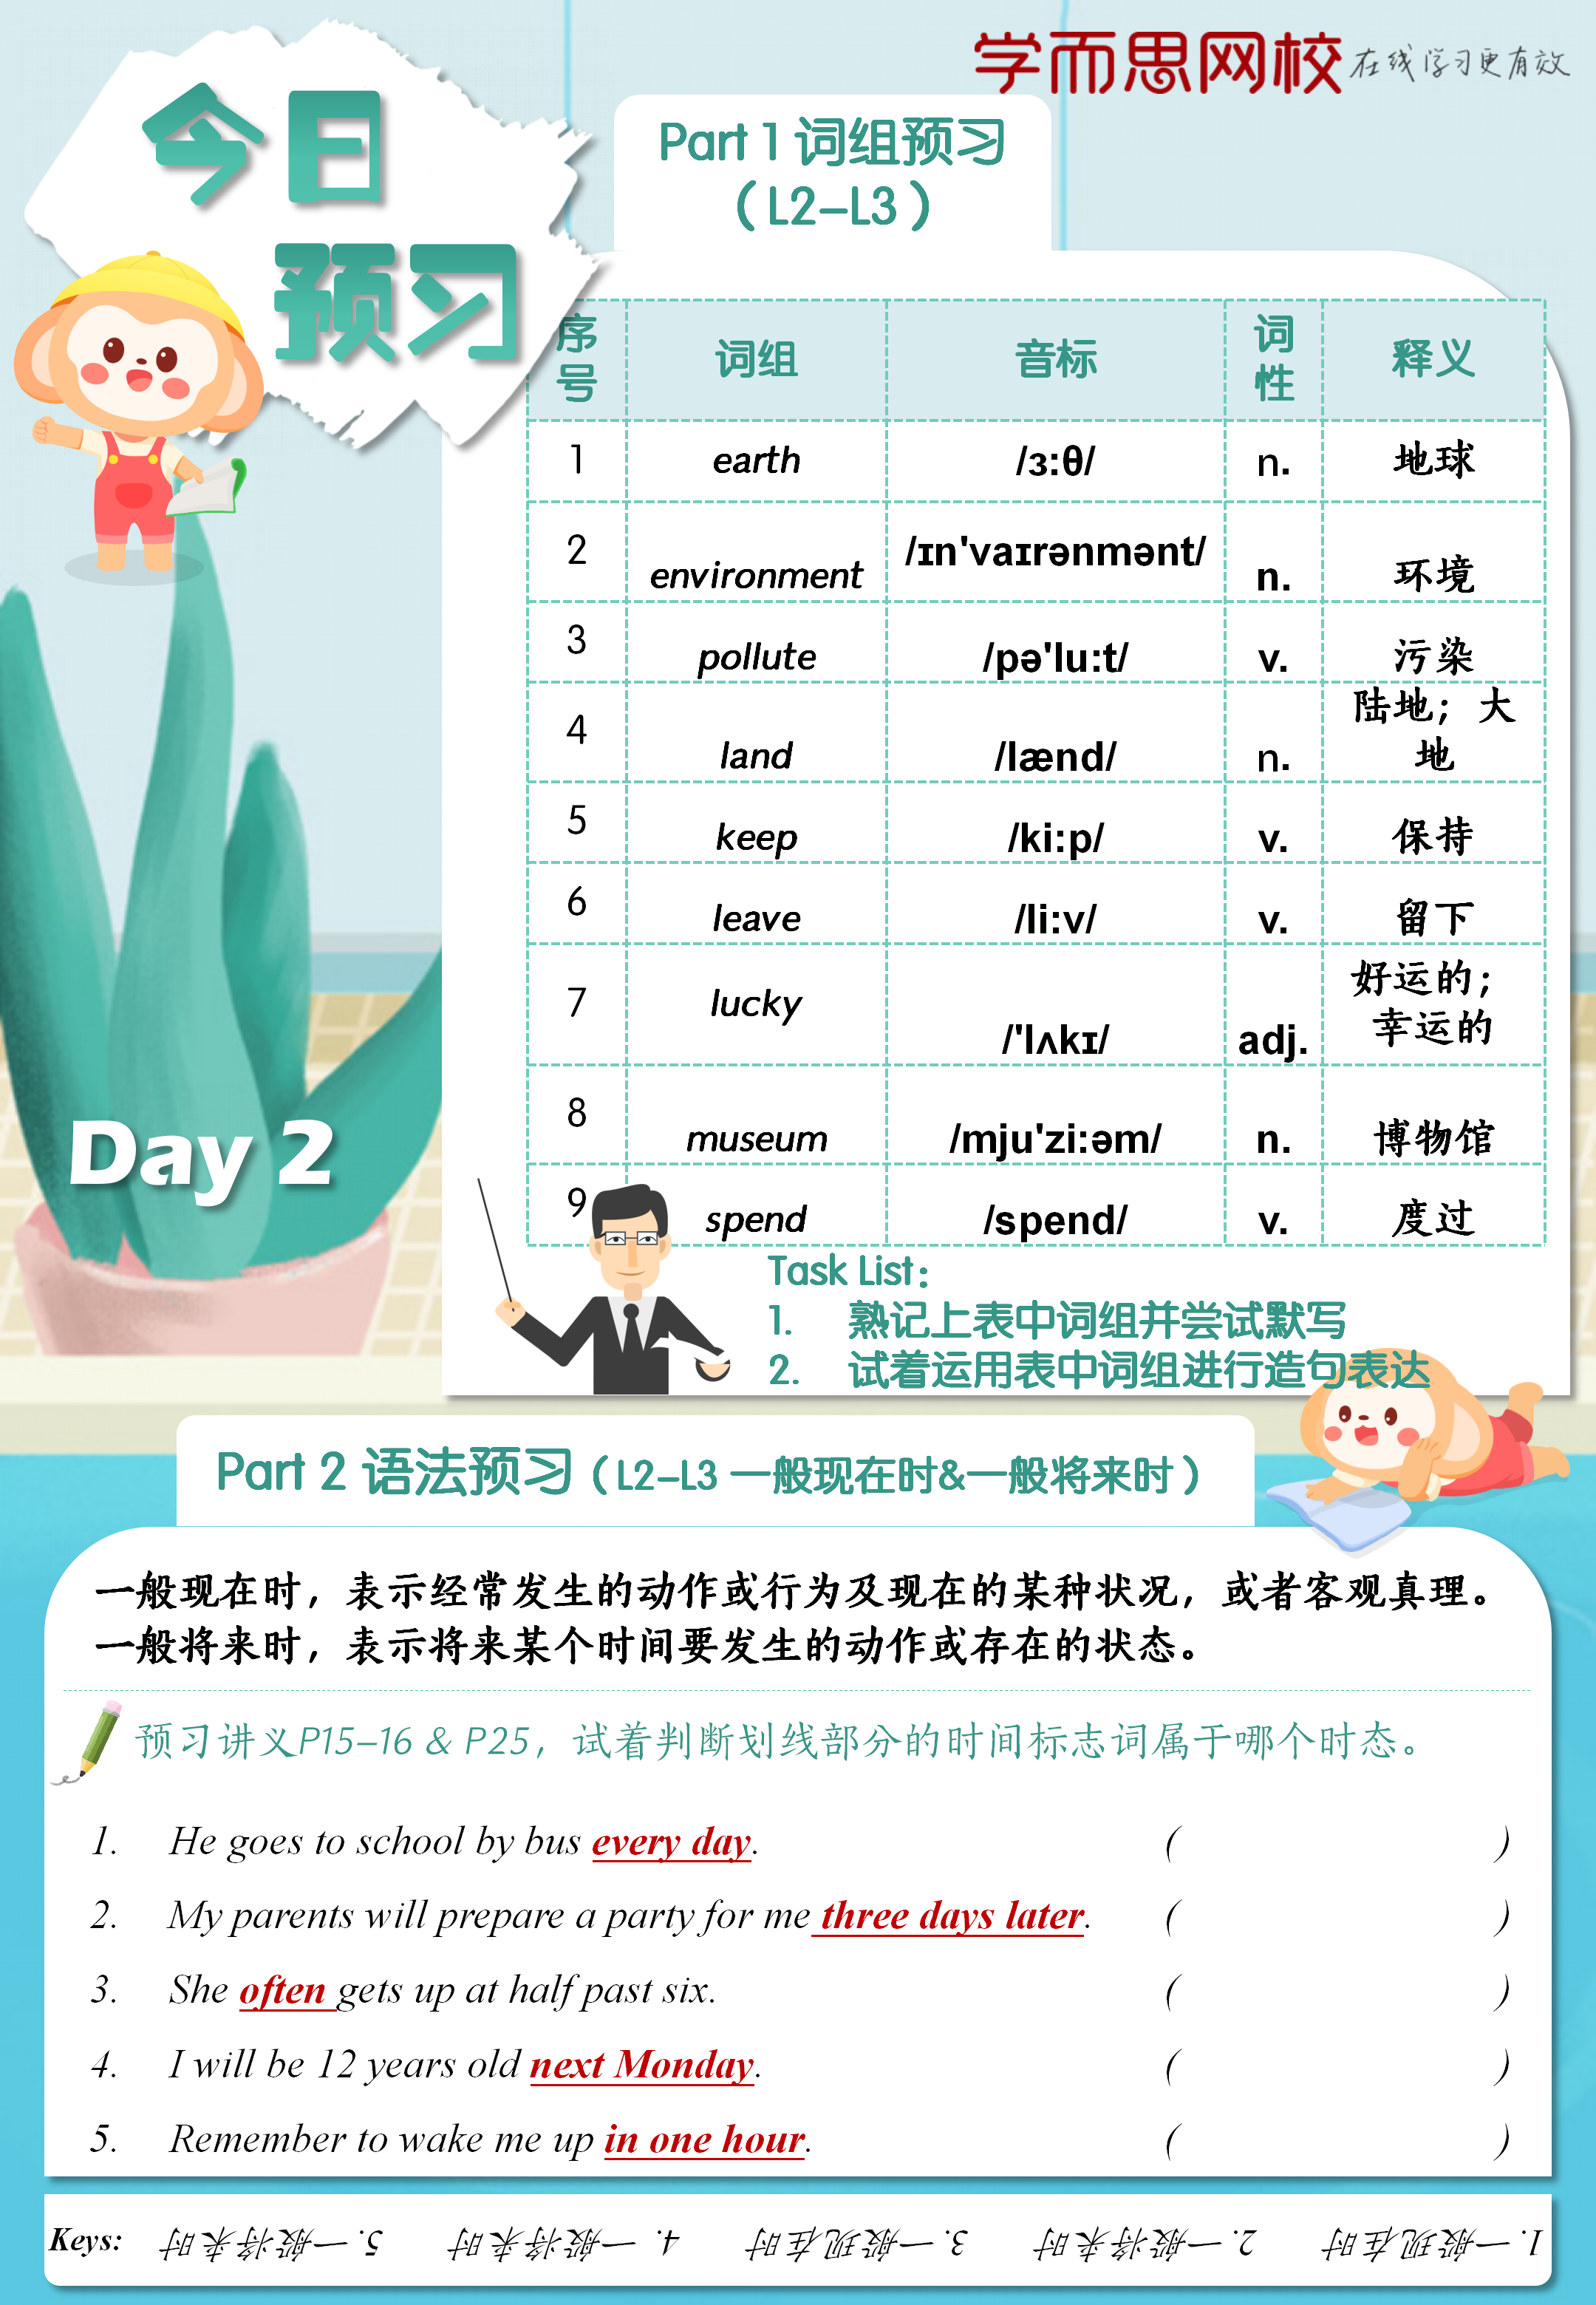 学而思网校 在线学习更有效
今日
预习
Part 1 词组预习
（L2-L3）
序号 词组 音标 词性 释义
1 earth /ɜ:θ/ n. 地球
2 environment /ɪn'vaɪrənmənt/ n. 环境
3 pollute /pə'lu:t/ v. 污染
4 land /lænd/ n. 陆地；大地
5 keep /ki:p/ v. 保持
6 leave /li:v/ v. 留下
7 lucky /'lʌkɪ/ adj. 好运的；幸运的
8 museum /mju'zi:əm/ n. 博物馆
9 spend /spend/ v. 度过
Day 2
Task List：
1. 熟记上表中词组并尝试默写
2. 试着运用表中词组进行造句表达
Part 2 语法预习（L2-L3 一般现在时&一般将来时）
一般现在时，表示经常发生的动作或行为及现在的某种状况，或者客观真理。
一般将来时，表示将来某个时间要发生的动作或存在的状态。
预习讲义P15-16 & P25，试着判断划线部分的时间标志词属于哪个时态。
1. He goes to school by bus every day. ( )
2. My parents will prepare a party for me three days later. ( )
3. She often gets up at half past six. ( )
4. I will be 12 years old next Monday. ( )
5. Remember to wake me up in one hour. ( )
Keys: 1. 一般现在时 2. 一般将来时 3. 一般现在时 4. 一般将来时 5. 一般将来时